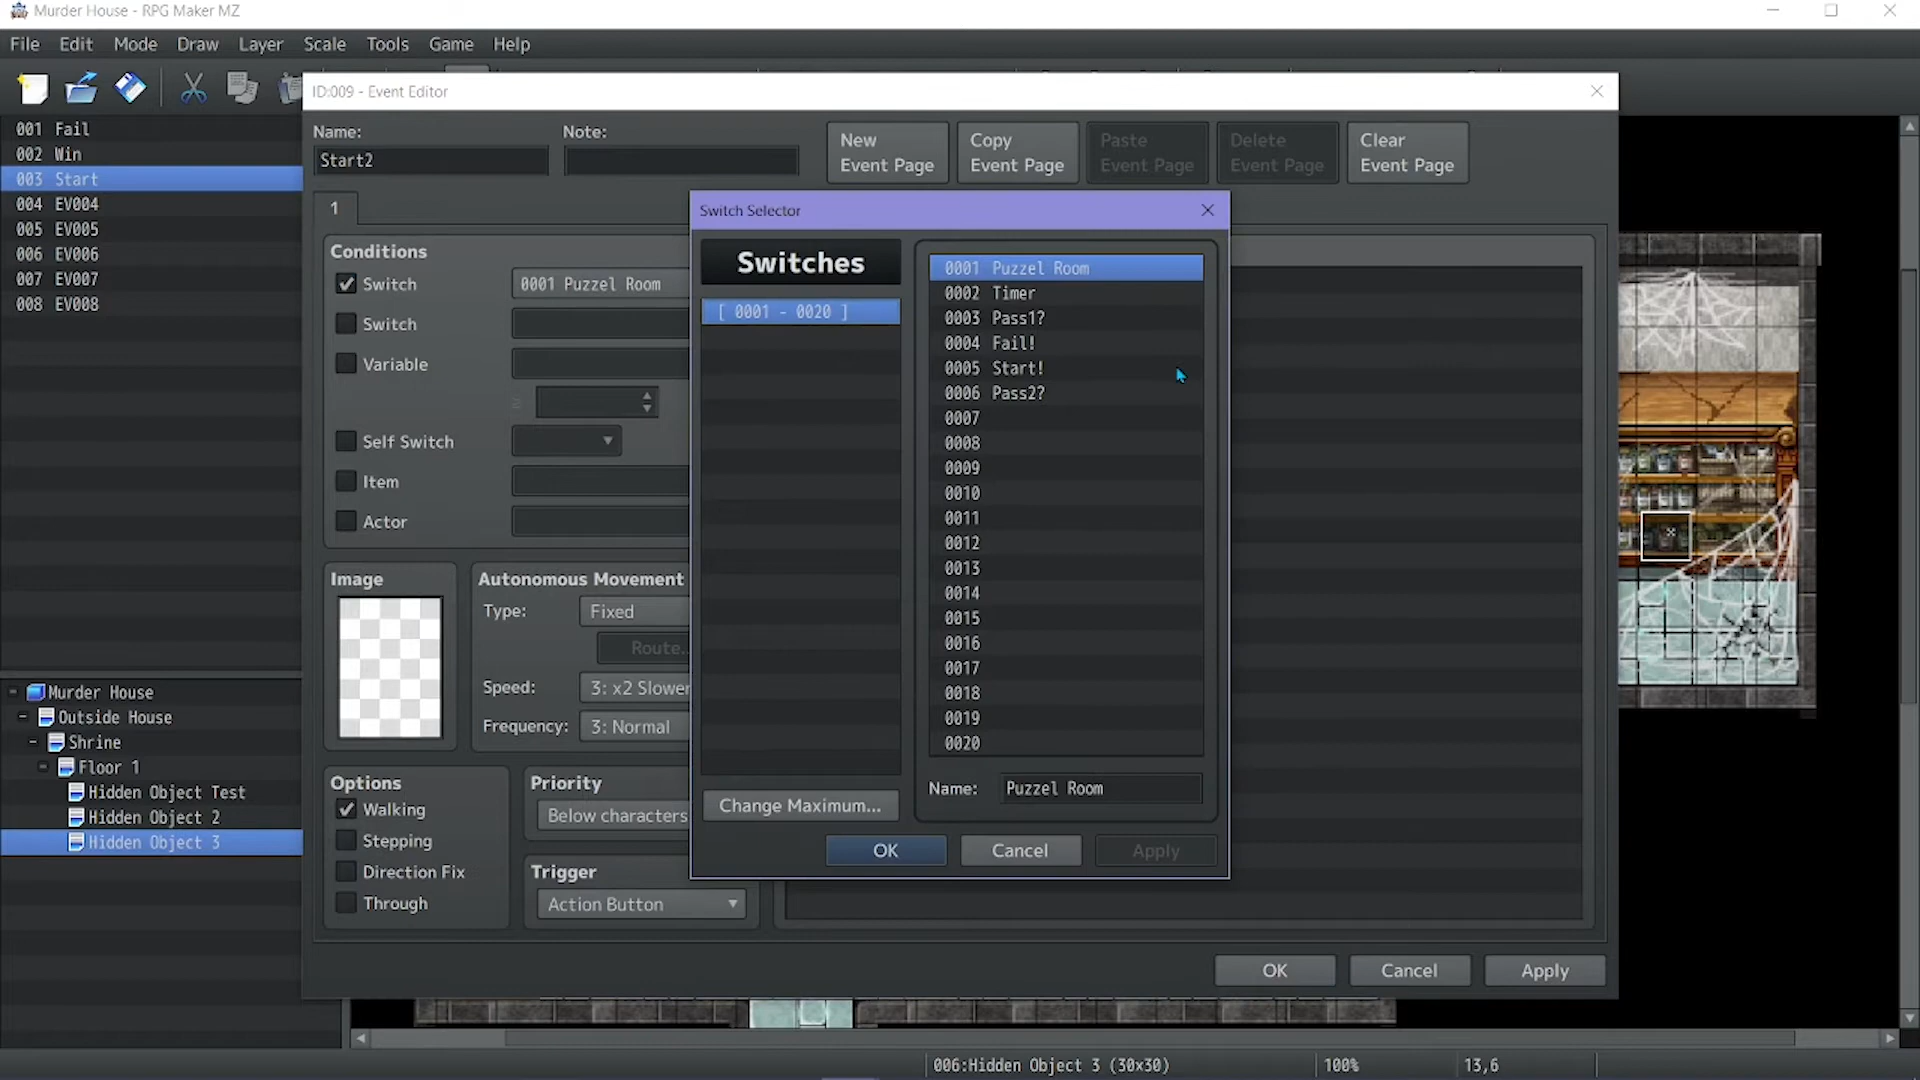 Murder House - RPG Maker MZ
File Edit Mode Draw Layer Scale Tools Game Help
ID:009 - Event Editor
001 Fail
002 Win
003 Start
004 EV004
005 EV005
006 EV006
007 EV007
008 EV008
Name: Note:
Start2
New Event Page
Copy Event Page
Paste Event Page
Delete Event Page
Clear Event Page
1
Conditions
Switch 0001 Puzzel Room
Switch
Variable
≥
Self Switch
Item
Actor
Image
Autonomous Movement
Type: Fixed
Route..
Speed: 3: x2 Slower
Frequency: 3: Normal
Options
Walking
Stepping
Direction Fix
Through
Priority
Below characters
Trigger
Action Button
Switch Selector
Switches
[ 0001 - 0020 ]
0001 Puzzel Room
0002 Timer
0003 Pass1?
0004 Fail!
0005 Start!
0006 Pass2?
0007
0008
0009
0010
0011
0012
0013
0014
0015
0016
0017
0018
0019
0020
Name: Puzzel Room
Change Maximum...
OK Cancel Apply
OK Cancel Apply
Murder House
Outside House
Shrine
Floor 1
Hidden Object Test
Hidden Object 2
Hidden Object 3
006:Hidden Object 3 (30x30) 100% 13,6